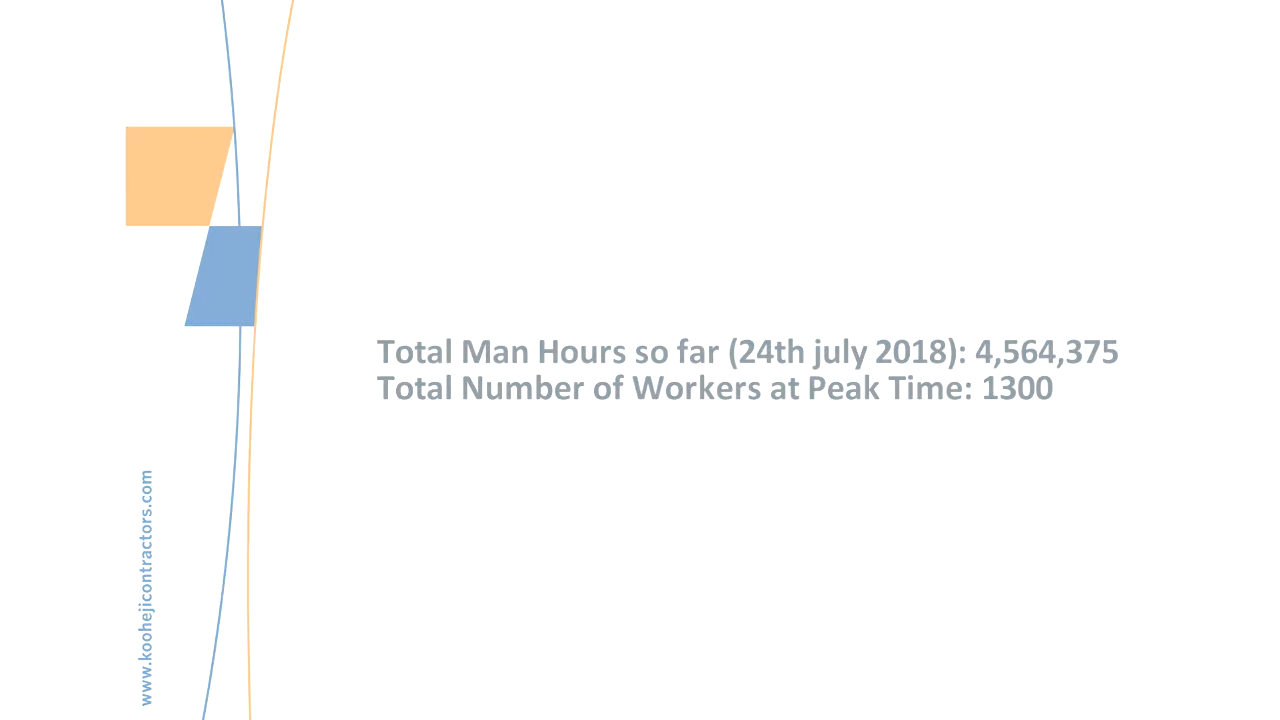 Total Man Hours so far (24th july 2018): 4,564,375
Total Number of Workers at Peak Time: 1300
www.koohejicontractors.com